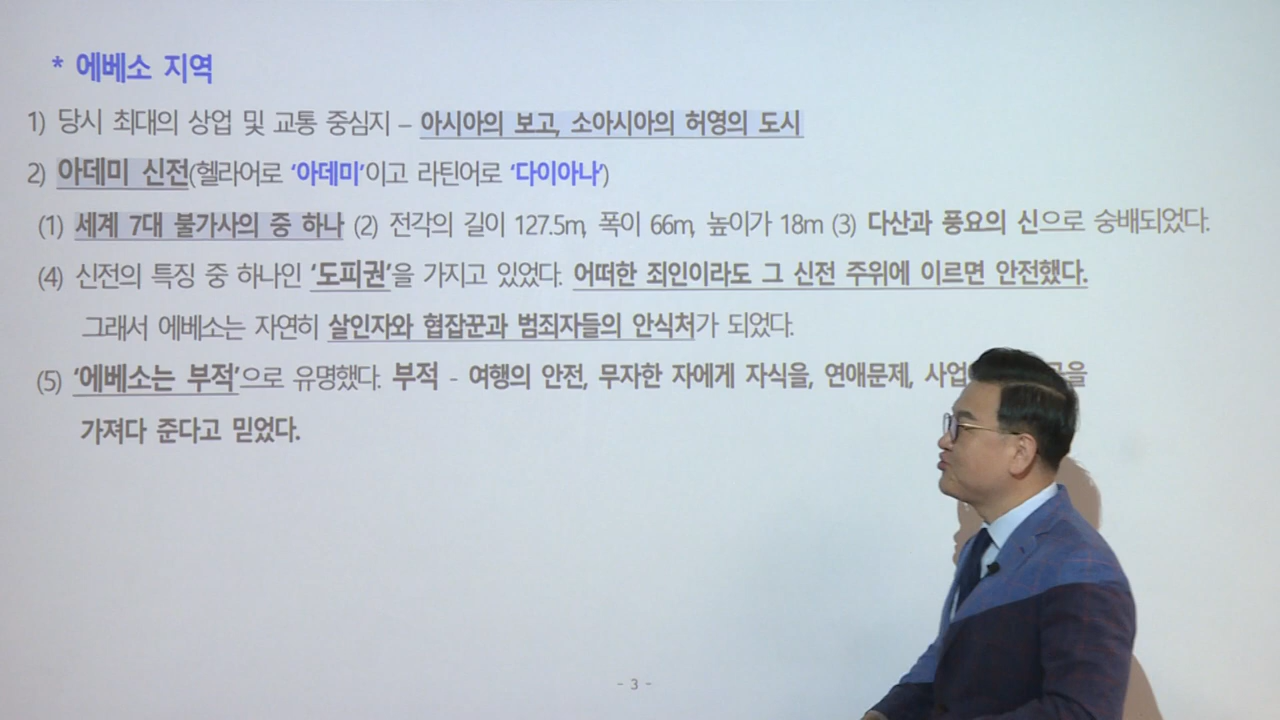 * 에베소 지역
1) 당시 최대의 상업 및 교통 중심지 – 아시아의 보고, 소아시아의 허영의 도시
2) 아데미 신전(헬라어로 ‘아데미’이고 라틴어로 ‘다이아나’)
(1) 세계 7대 불가사의 중 하나 (2) 전각의 길이 127.5m, 폭이 66m, 높이가 18m (3) 다산과 풍요의 신으로 숭배되었다.
(4) 신전의 특징 중 하나인 ‘도피권’을 가지고 있었다. 어떠한 죄인이라도 그 신전 주위에 이르면 안전했다.
그래서 에베소는 자연히 살인자와 협잡꾼과 범죄자들의 안식처가 되었다.
(5) ‘에베소는 부적’으로 유명했다. 부적 - 여행의 안전, 무자한 자에게 자식을, 연애문제, 사업
가져다 준다고 믿었다.
- 3 -